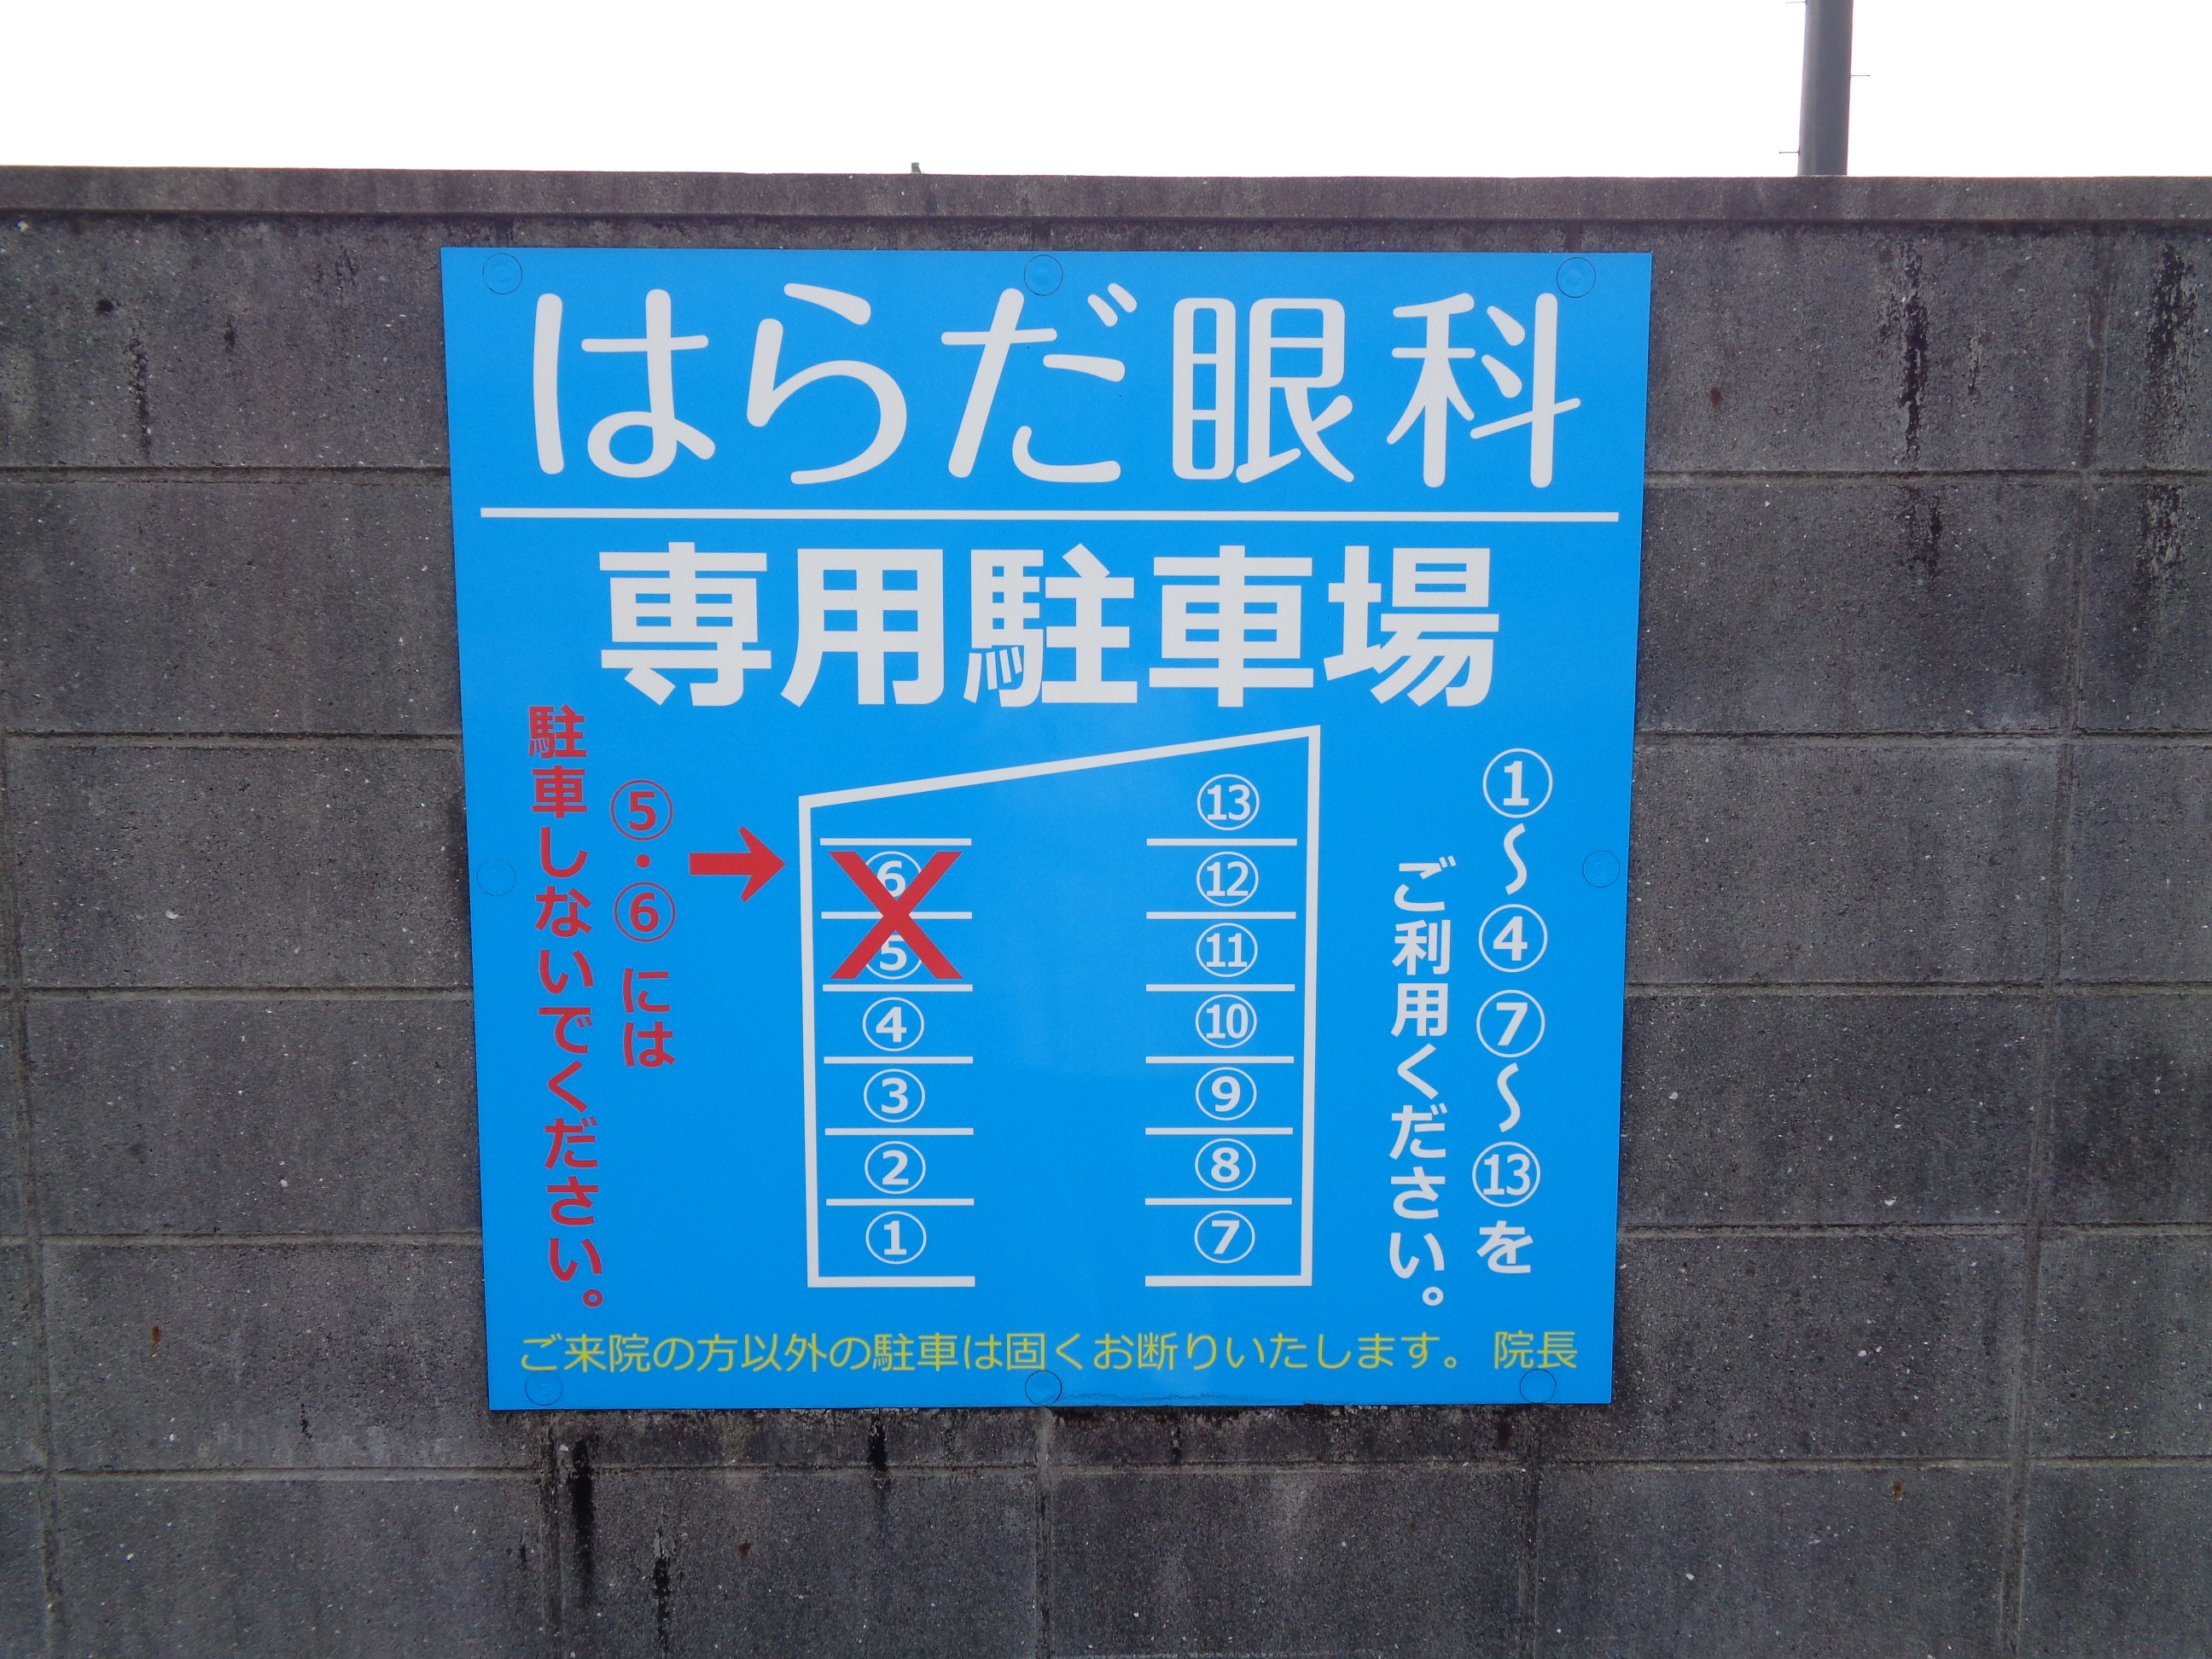 はらだ眼科
専用駐車場
①～④⑦～⑬を
ご利用ください。
⑤・⑥には
駐車しないでください。
→
⑬
⑥
X
⑫
⑤
⑪
④
⑩
③
⑨
②
⑧
①
⑦
ご来院の方以外の駐車は固くお断りいたします。 院長